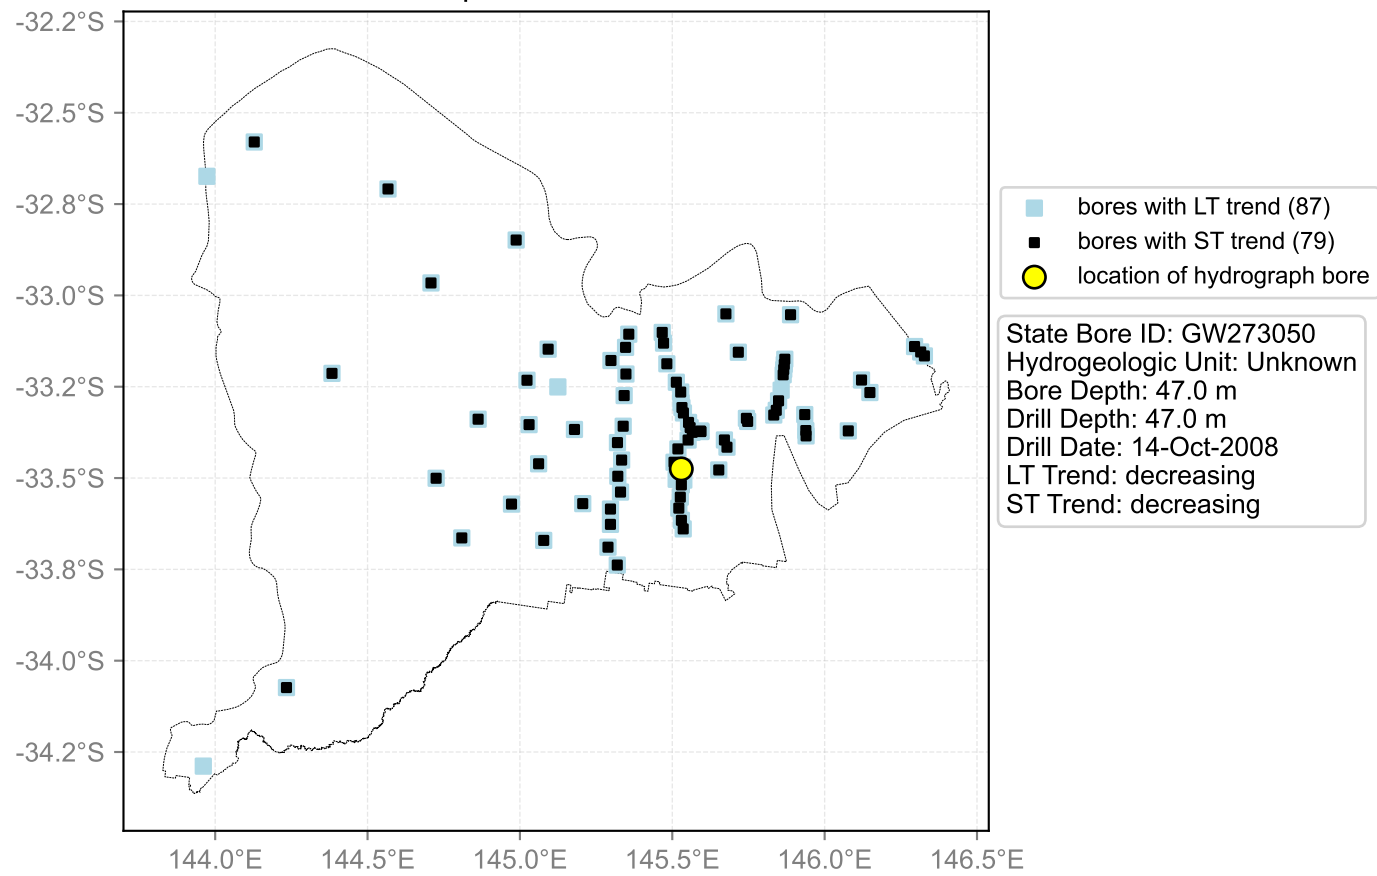 -32.2°S
-32.5°S
-32.8°S
-33.0°S
-33.2°S
-33.5°S
-33.8°S
-34.0°S
-34.2°S
144.0°E 144.5°E 145.0°E 145.5°E 146.0°E 146.5°E
bores with LT trend (87)
bores with ST trend (79)
location of hydrograph bore
State Bore ID: GW273050
Hydrogeologic Unit: Unknown
Bore Depth: 47.0 m
Drill Depth: 47.0 m
Drill Date: 14-Oct-2008
LT Trend: decreasing
ST Trend: decreasing